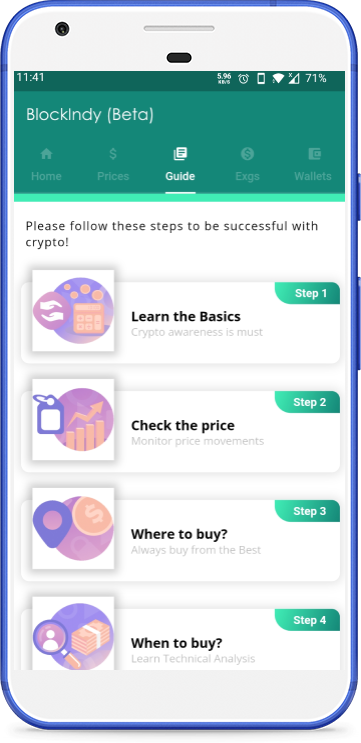 11:41
5.96
KB/S
71%
BlockIndy (Beta)
Home
Prices
Guide
Exgs
Wallets
Please follow these steps to be successful with
crypto!
Step 1
Learn the Basics
Crypto awareness is must
Step 2
Check the price
Monitor price movements
Step 3
Where to buy?
Always buy from the Best
Step 4
When to buy?
Learn Technical Analysis